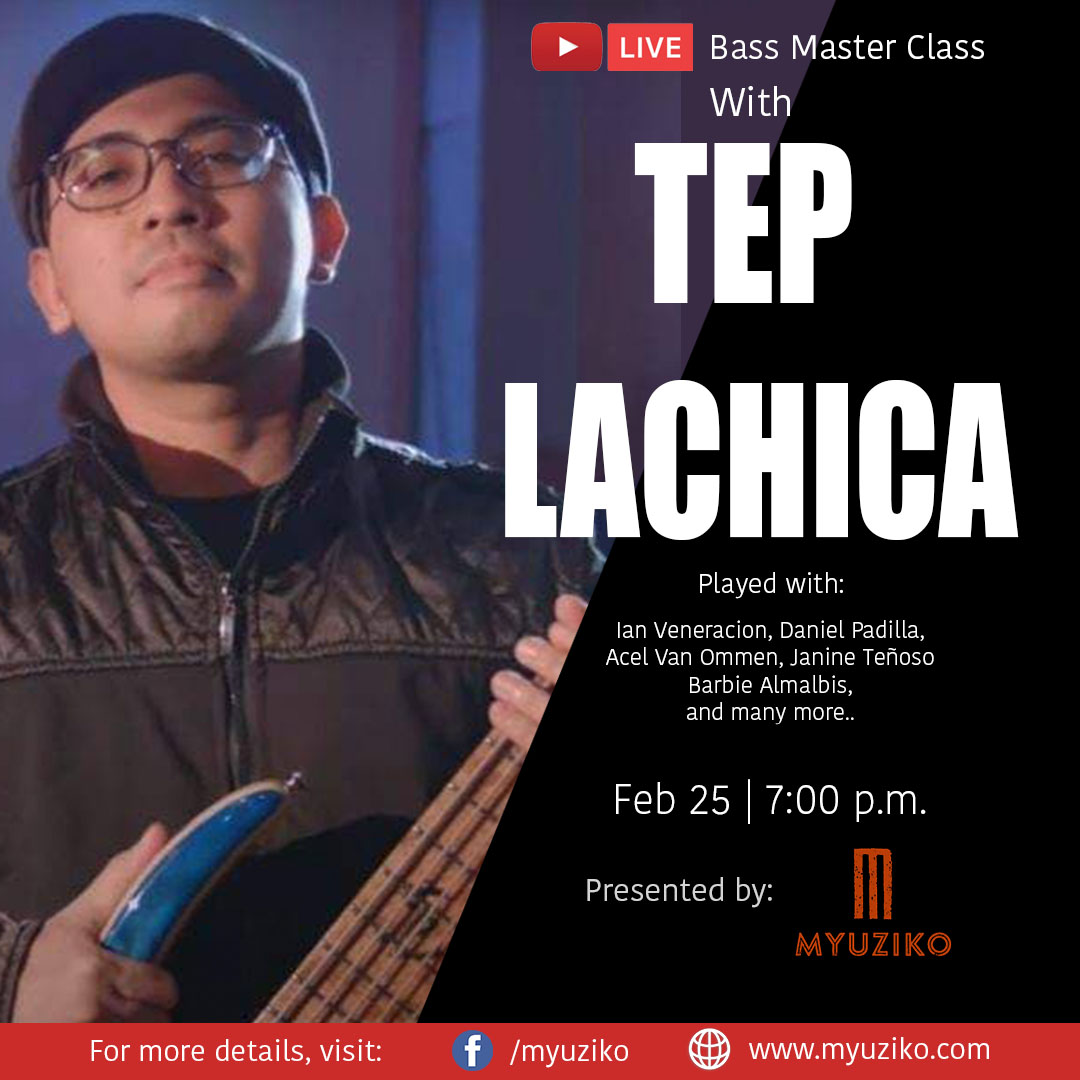 LIVE Bass Master Class
With
TEP
LACHICA
Played with:
Ian Veneracion, Daniel Padilla,
Acel Van Ommen, Janine Teñoso
Barbie Almalbis,
and many more..
Feb 25 | 7:00 p.m.
Presented by:
MYUZIKO
For more details, visit: /myuziko www.myuziko.com